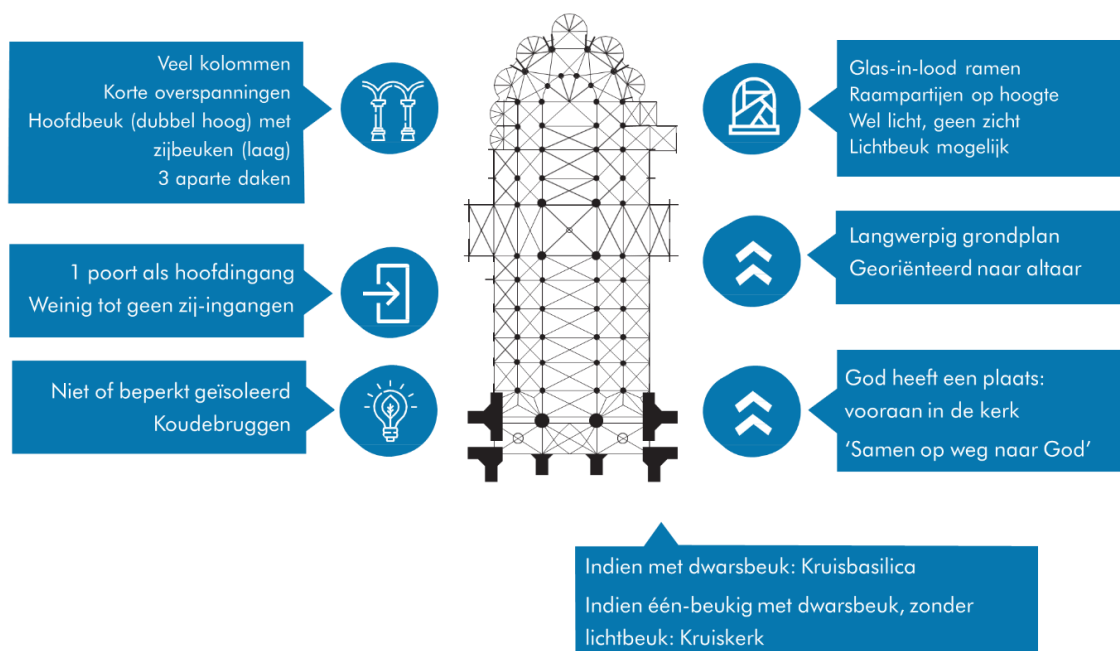 Veel kolommen
Korte overspanningen
Hoofdbeuk (dubbel hoog) met
zijbeuken (laag)
3 aparte daken
1 poort als hoofdingang
Weinig tot geen zij-ingangen
Niet of beperkt geïsoleerd
Koudebruggen
Glas-in-lood ramen
Raampartijen op hoogte
Wel licht, geen zicht
Lichtbeuk mogelijk
Langwerpig grondplan
Georiënteerd naar altaar
God heeft een plaats:
vooraan in de kerk
‘Samen op weg naar God’
Indien met dwarsbeuk: Kruisbasilica
Indien één-beukig met dwarsbeuk, zonder
lichtbeuk: Kruiskerk